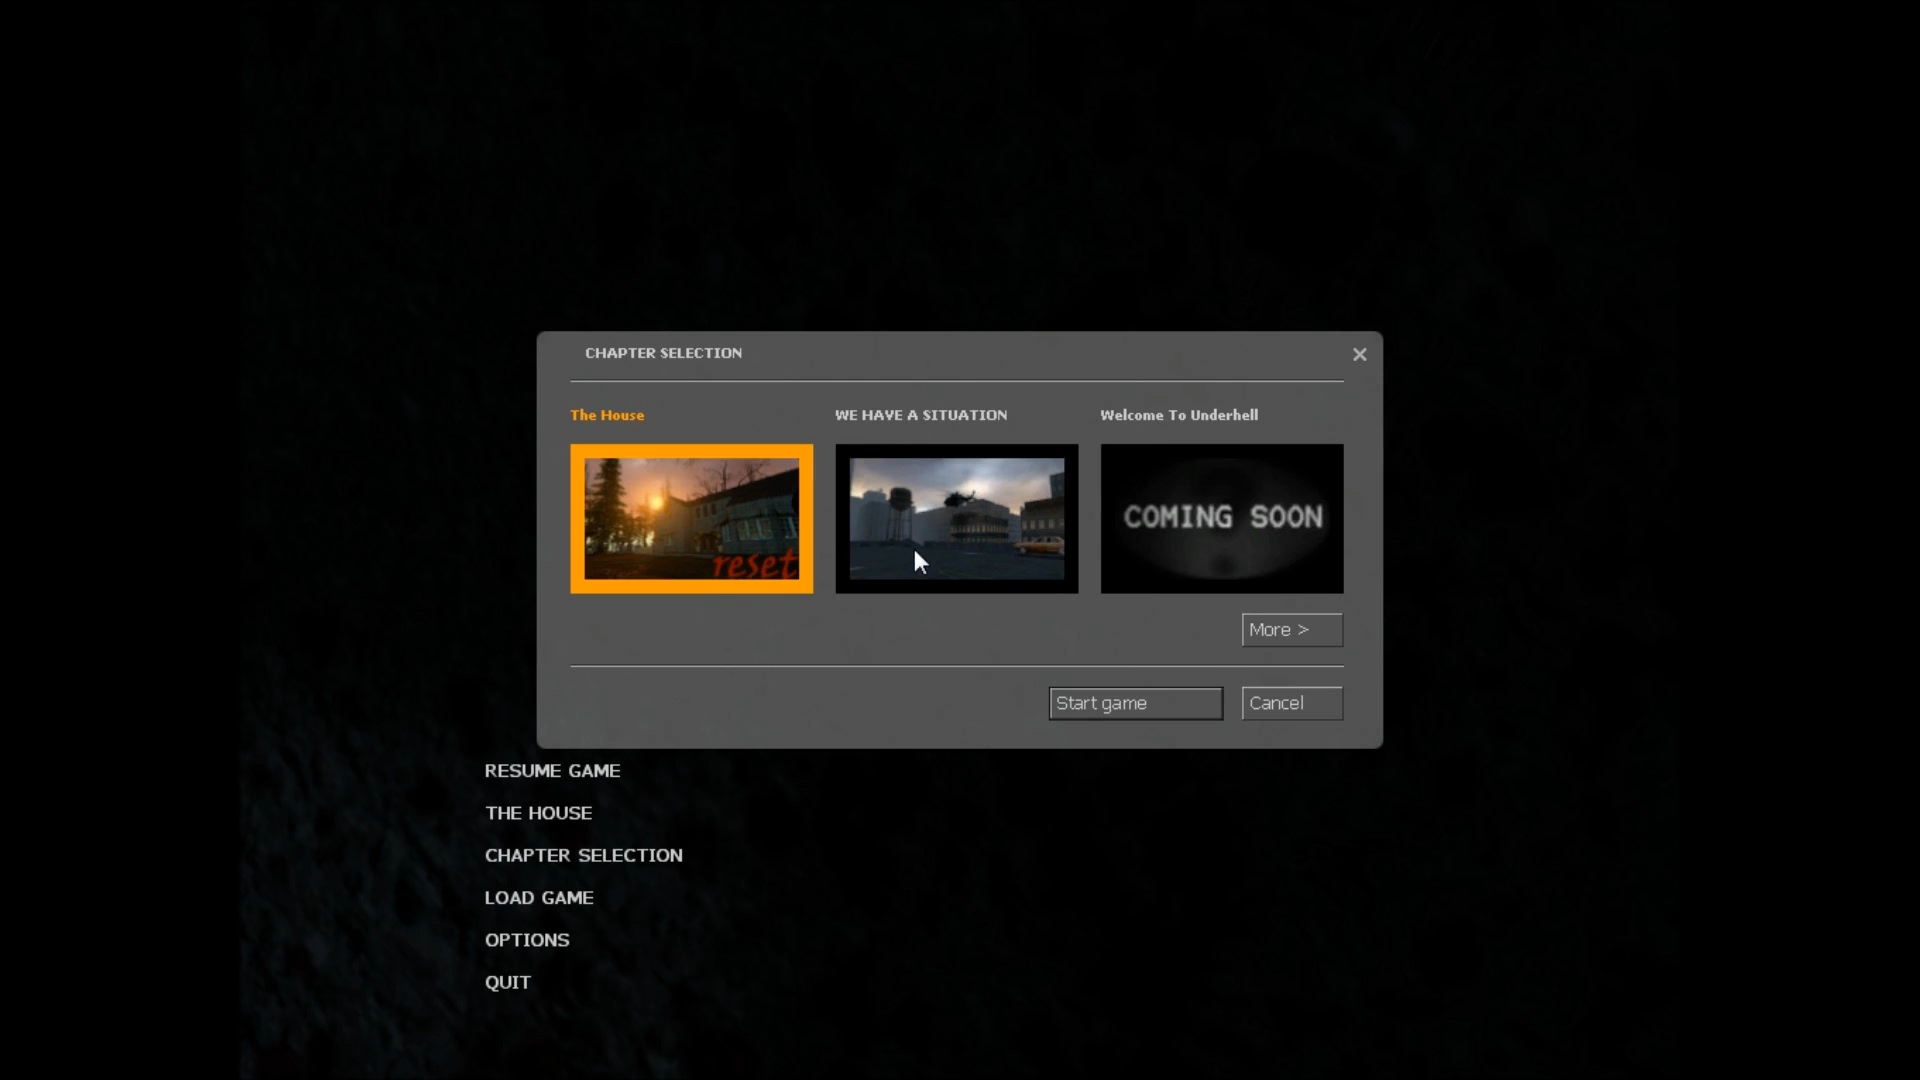 CHAPTER SELECTION
The House
WE HAVE A SITUATION
Welcome To Underhell
reset
COMING SOON
More >
Start game
Cancel
RESUME GAME
THE HOUSE
CHAPTER SELECTION
LOAD GAME
OPTIONS
QUIT